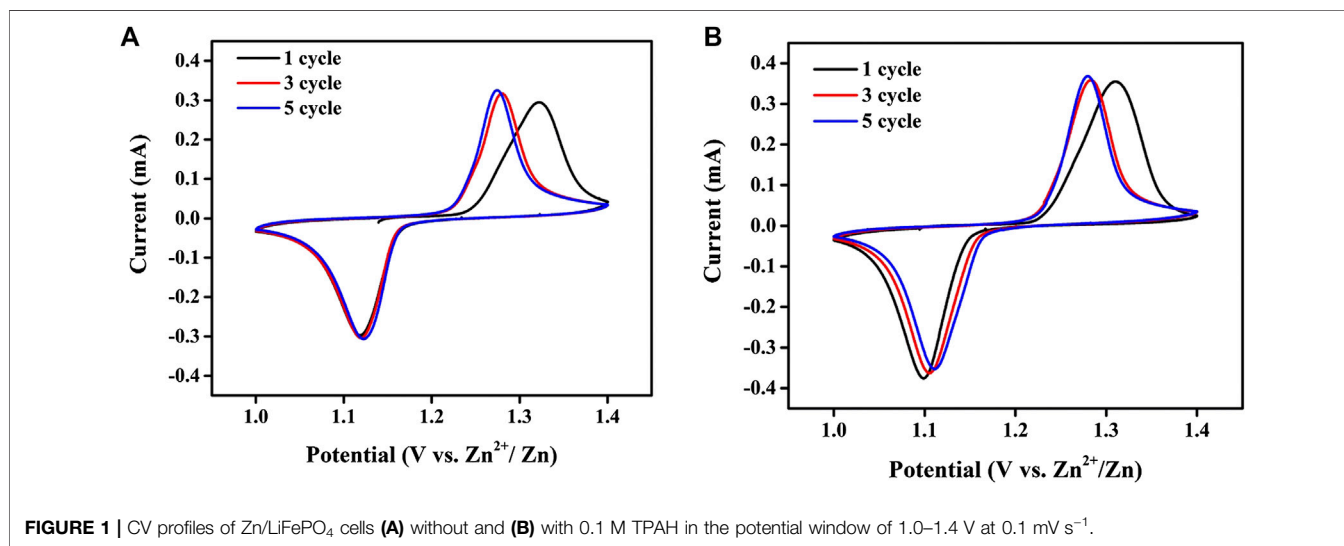 A
1 cycle
3 cycle
5 cycle
0.4
0.3
0.2
0.1
0.0
-0.1
-0.2
-0.3
-0.4
Current (mA)
1.0 1.1 1.2 1.3 1.4
Potential (V vs. Zn²⁺/ Zn)
B
1 cycle
3 cycle
5 cycle
0.4
0.3
0.2
0.1
0.0
-0.1
-0.2
-0.3
-0.4
Current (mA)
1.0 1.1 1.2 1.3 1.4
Potential (V vs. Zn²⁺/Zn)
FIGURE 1 | CV profiles of Zn/LiFePO₄ cells (A) without and (B) with 0.1 M TPAH in the potential window of 1.0–1.4 V at 0.1 mV s⁻¹.